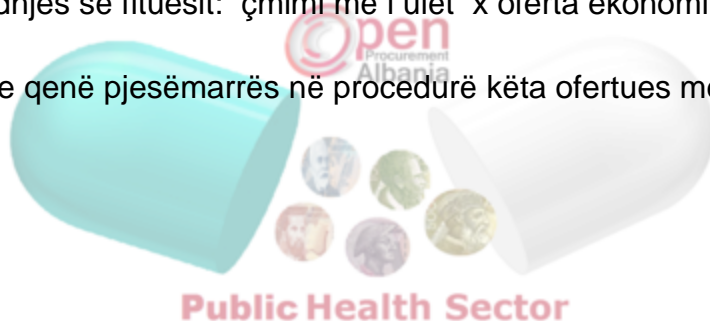 dhjes së fituesit: çmimi më i ulët x oferta ekonomi
Open
Procurement
Albania
e qenë pjesëmarrës në procedurë këta ofertues me
Public Health Sector